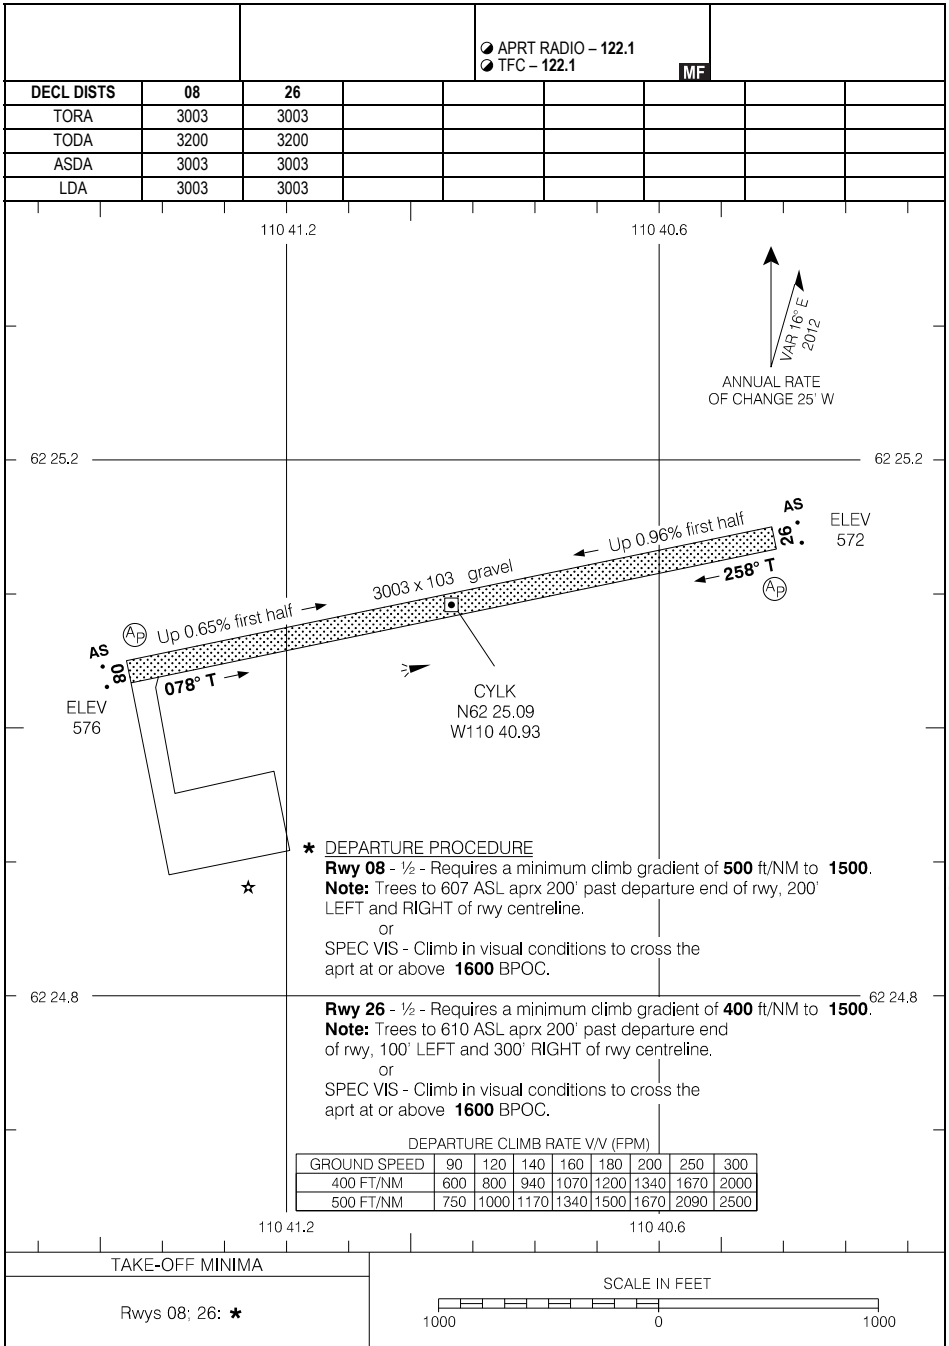 APRT RADIO – 122.1
TFC – 122.1
MF
DECL DISTS 08 26
TORA 3003 3003
TODA 3200 3200
ASDA 3003 3003
LDA 3003 3003
110 41.2 110 40.6
VAR 16° E
2012
ANNUAL RATE
OF CHANGE 25' W
62 25.2 62 25.2
AS
ELEV
572
26
Up 0.96% first half
258° T
AP
3003 x 103 gravel
Up 0.65% first half
AP
AS
08
078° T
ELEV
576
CYLK
N62 25.09
W110 40.93
* DEPARTURE PROCEDURE
Rwy 08 - ½ - Requires a minimum climb gradient of 500 ft/NM to 1500.
Note: Trees to 607 ASL aprx 200' past departure end of rwy, 200'
LEFT and RIGHT of rwy centreline.
or
SPEC VIS - Climb in visual conditions to cross the
aprt at or above 1600 BPOC.
62 24.8 62 24.8
Rwy 26 - ½ - Requires a minimum climb gradient of 400 ft/NM to 1500.
Note: Trees to 610 ASL aprx 200' past departure end
of rwy, 100' LEFT and 300' RIGHT of rwy centreline.
or
SPEC VIS - Climb in visual conditions to cross the
aprt at or above 1600 BPOC.
DEPARTURE CLIMB RATE V/V (FPM)
GROUND SPEED 90 120 140 160 180 200 250 300
400 FT/NM 600 800 940 1070 1200 1340 1670 2000
500 FT/NM 750 1000 1170 1340 1500 1670 2090 2500
110 41.2 110 40.6
TAKE-OFF MINIMA
Rwys 08; 26: *
SCALE IN FEET
1000 0 1000